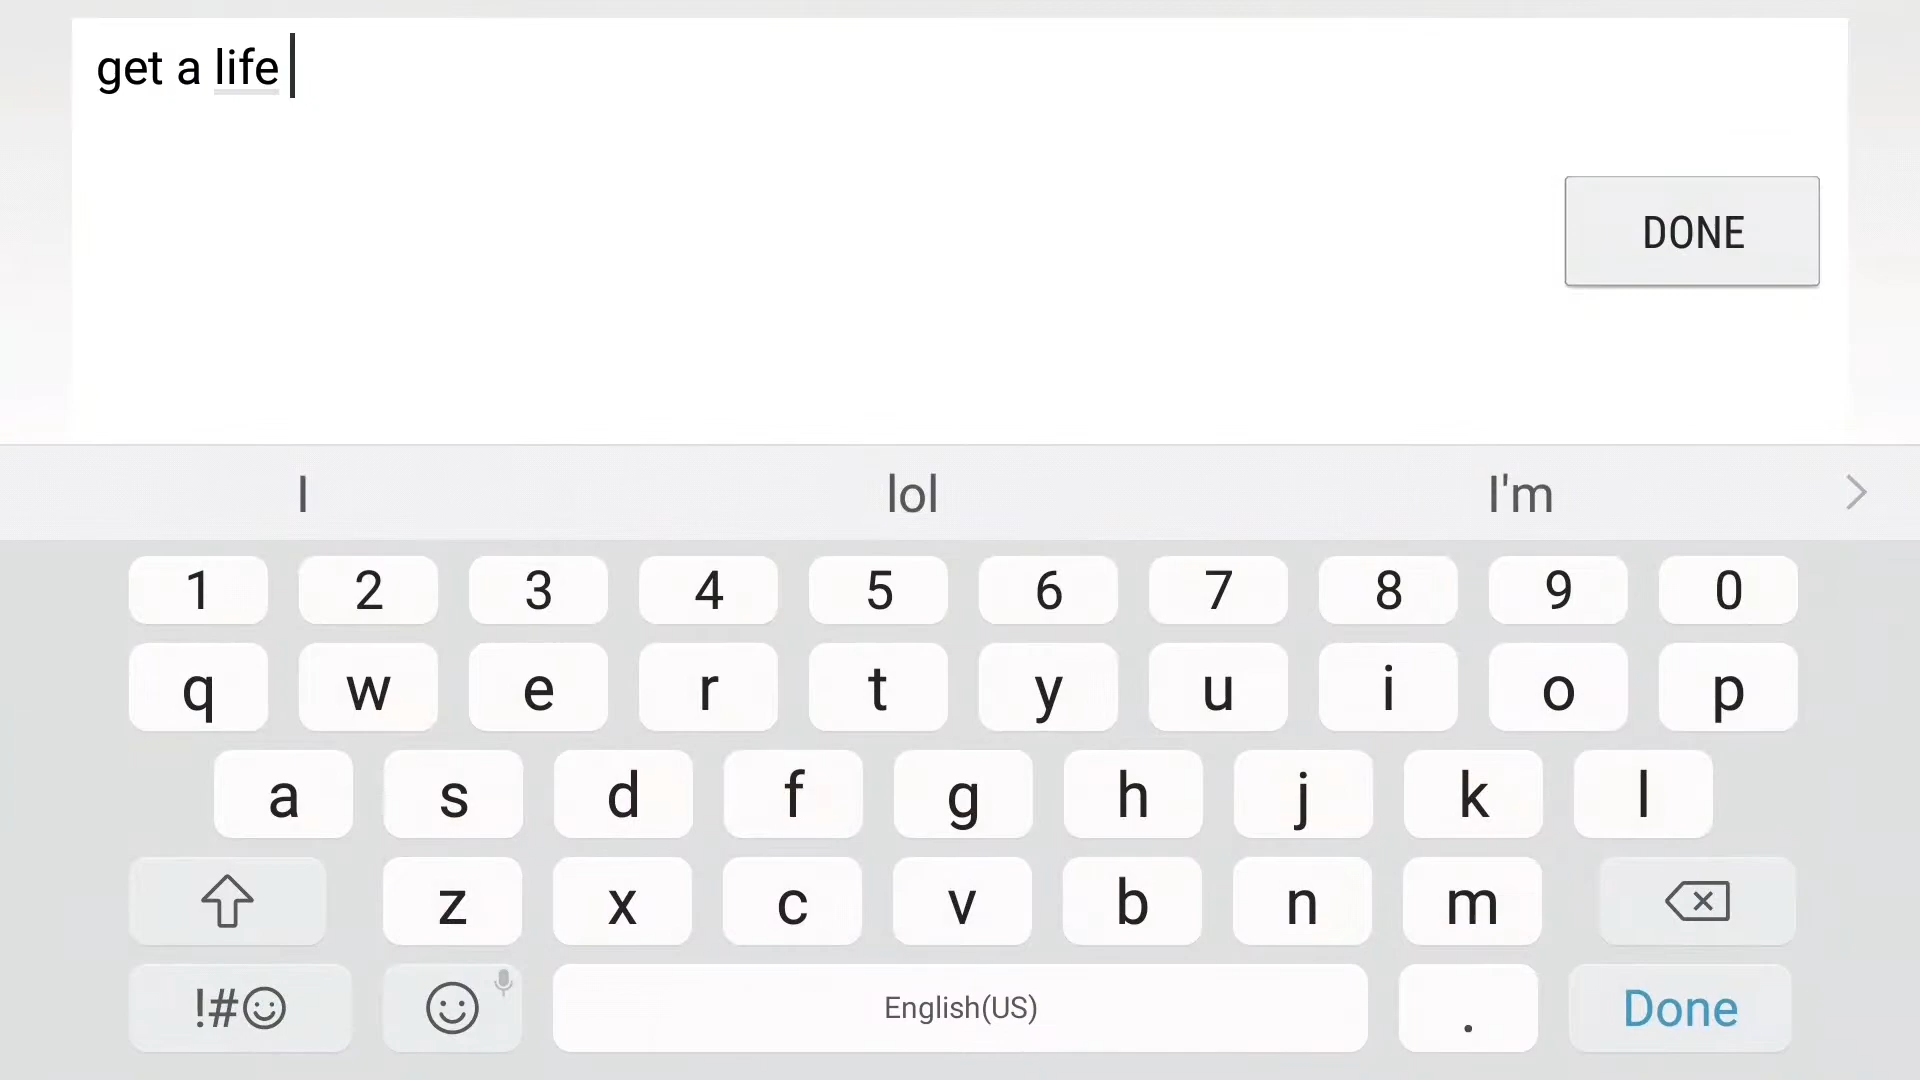 get a life
DONE
I lol I'm
1 2 3 4 5 6 7 8 9 0
q w e r t y u i o p
a s d f g h j k l
z x c v b n m
!#☺ English(US) . Done